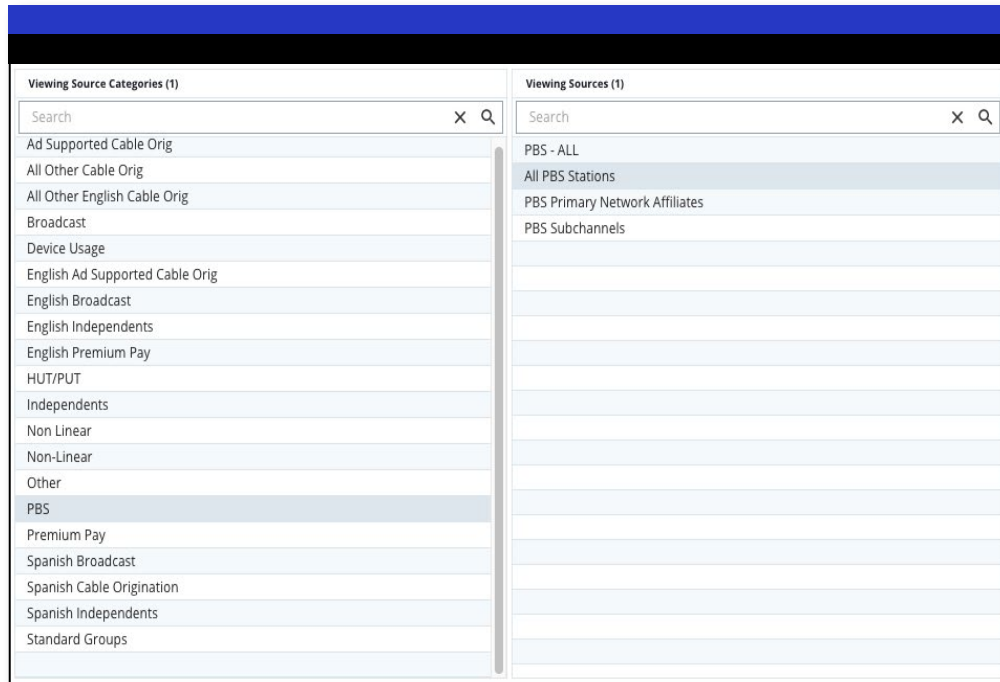 Viewing Source Categories (1)
Search
Ad Supported Cable Orig
All Other Cable Orig
All Other English Cable Orig
Broadcast
Device Usage
English Ad Supported Cable Orig
English Broadcast
English Independents
English Premium Pay
HUT/PUT
Independents
Non Linear
Non-Linear
Other
PBS
Premium Pay
Spanish Broadcast
Spanish Cable Origination
Spanish Independents
Standard Groups
Viewing Sources (1)
Search
PBS - ALL
All PBS Stations
PBS Primary Network Affiliates
PBS Subchannels